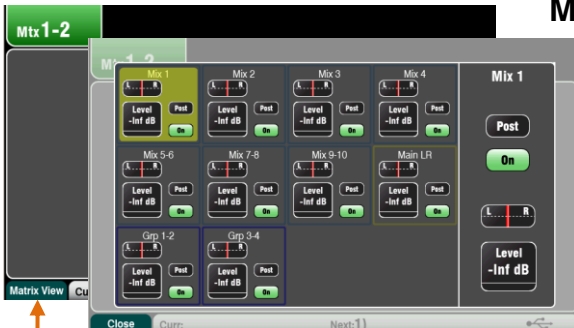 M
Mtx 1-2
Mix 1 Mix 2 Mix 3 Mix 4 Mix 1
L R L R L R L R
Level Post Level Post Level Post Level Post Post
-Inf dB On -Inf dB On -Inf dB On -Inf dB On On
Mix 5-6 Mix 7-8 Mix 9-10 Main LR
L R L R L R L R
Level Post Level Post Level Post Level Post
-Inf dB On -Inf dB On -Inf dB On -Inf dB On L R
Grp 1-2 Grp 3-4
L R L R
Level Post Level Post Level
-Inf dB On -Inf dB On -Inf dB
Matrix View Cu
Close Curr: Next:1)